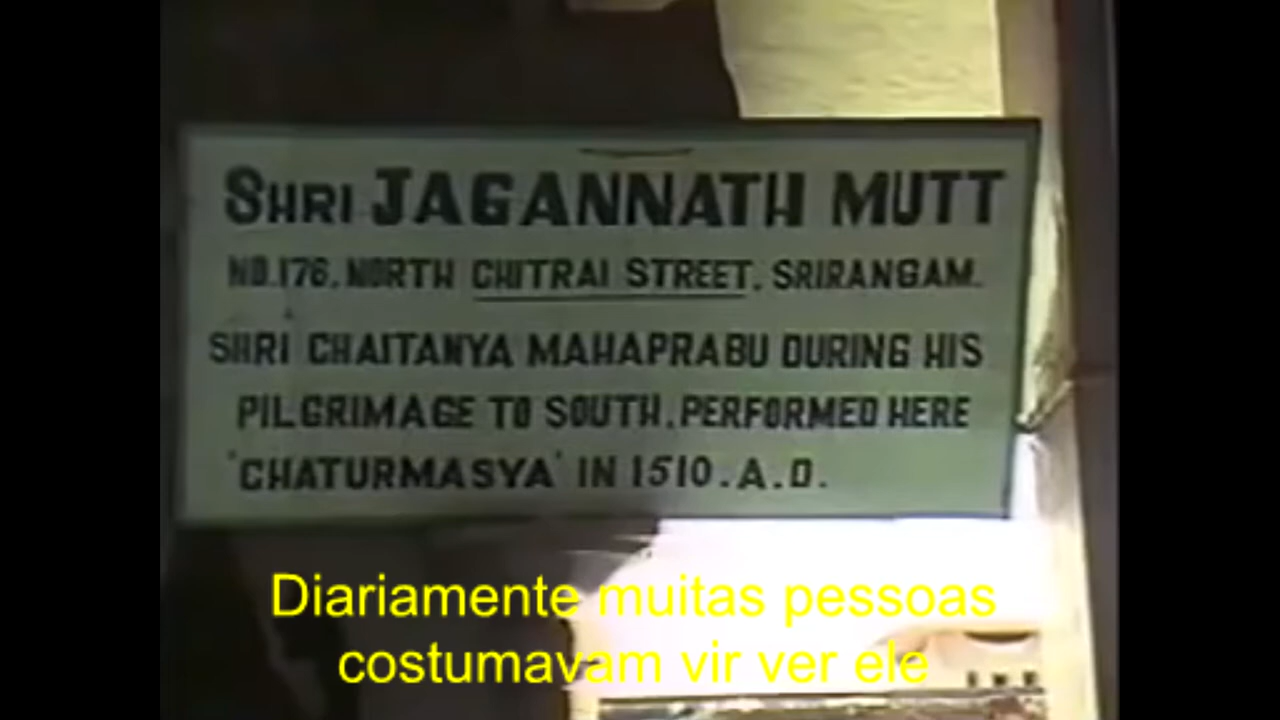 SHRI JAGANNATH MUTT
NO.176, NORTH CHITRAI STREET, SRIRANGAM.
SHRI CHAITANYA MAHAPRABU DURING HIS
PILGRIMAGE TO SOUTH, PERFORMED HERE
'CHATURMASYA' IN 1510.A.D.
Diariamente muitas pessoas
costumavam vir ver ele